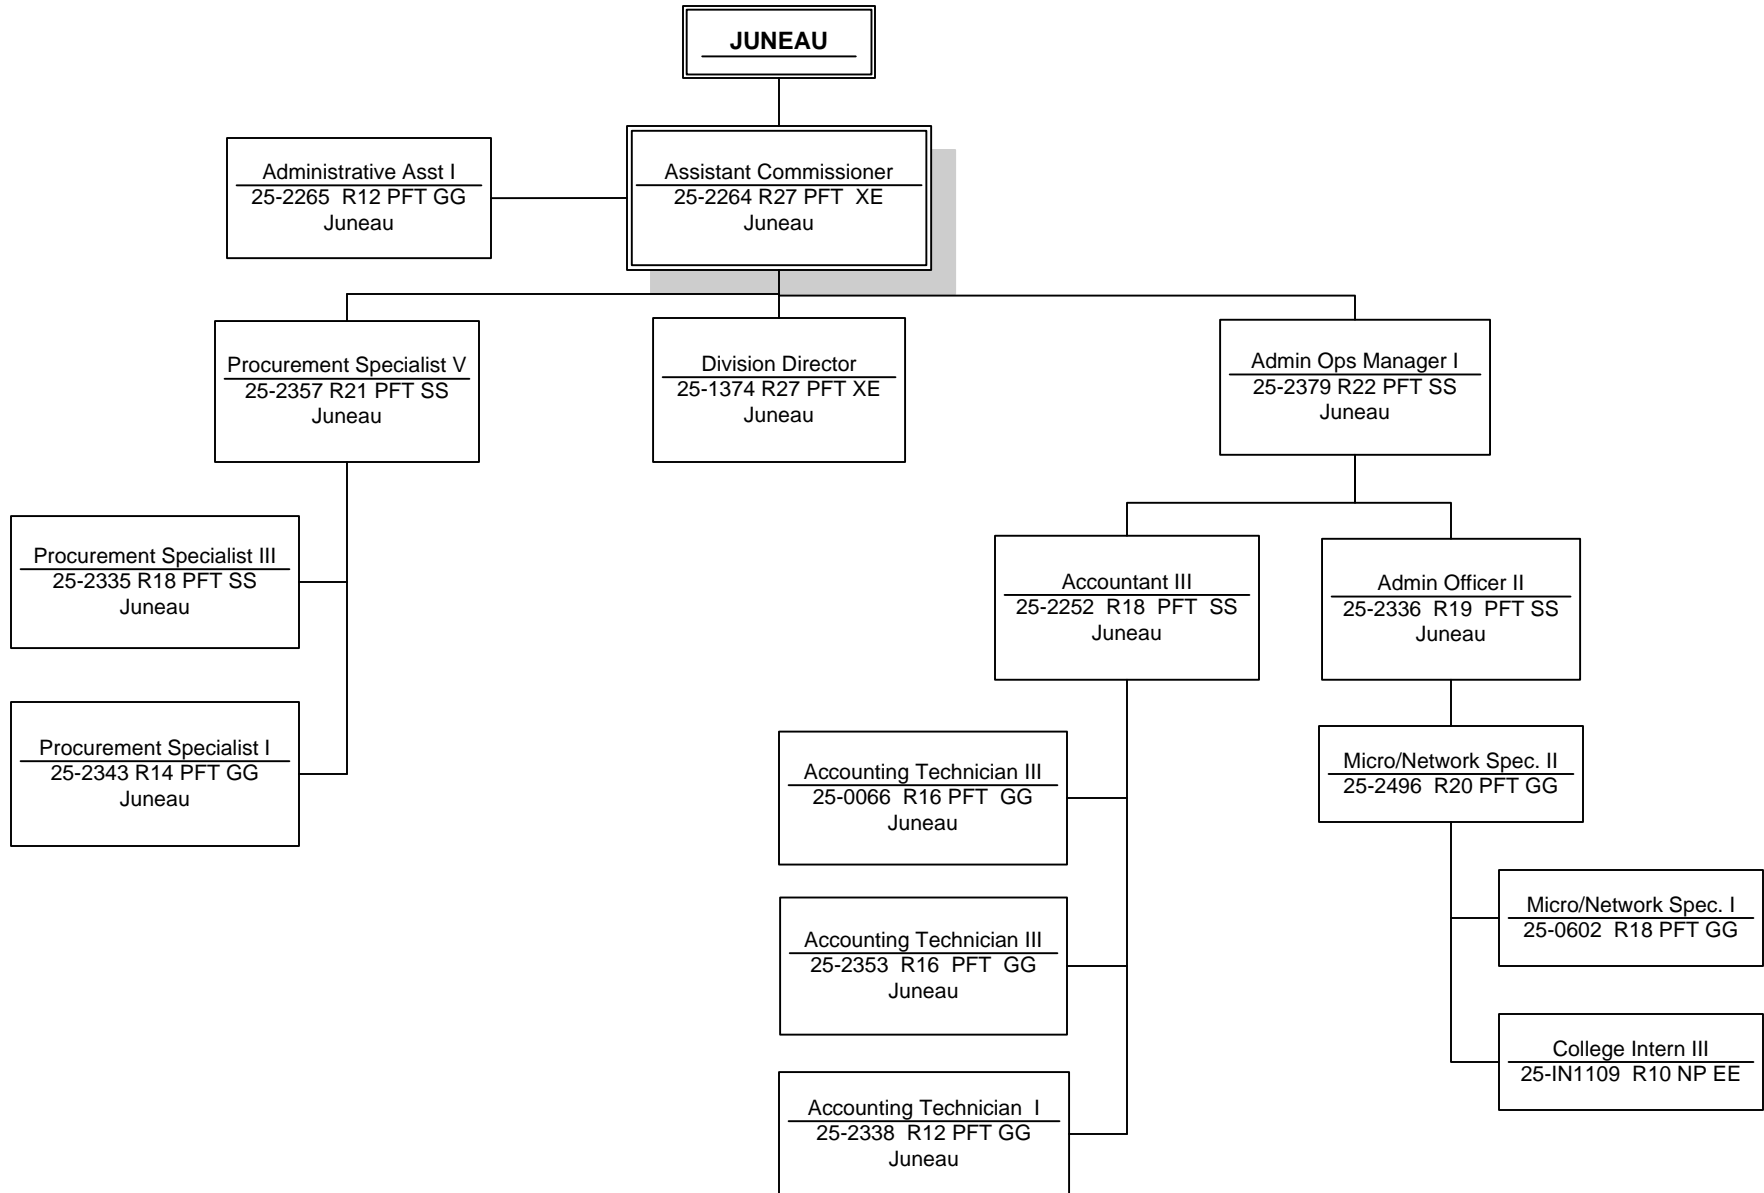 JUNEAU
Administrative Asst I
25-2265 R12 PFT GG
Juneau
Assistant Commissioner
25-2264 R27 PFT XE
Juneau
Procurement Specialist V
25-2357 R21 PFT SS
Juneau
Division Director
25-1374 R27 PFT XE
Juneau
Admin Ops Manager I
25-2379 R22 PFT SS
Juneau
Procurement Specialist III
25-2335 R18 PFT SS
Juneau
Procurement Specialist I
25-2343 R14 PFT GG
Juneau
Accountant III
25-2252 R18 PFT SS
Juneau
Admin Officer II
25-2336 R19 PFT SS
Juneau
Accounting Technician III
25-0066 R16 PFT GG
Juneau
Accounting Technician III
25-2353 R16 PFT GG
Juneau
Accounting Technician I
25-2338 R12 PFT GG
Juneau
Micro/Network Spec. II
25-2496 R20 PFT GG
Micro/Network Spec. I
25-0602 R18 PFT GG
College Intern III
25-IN1109 R10 NP EE